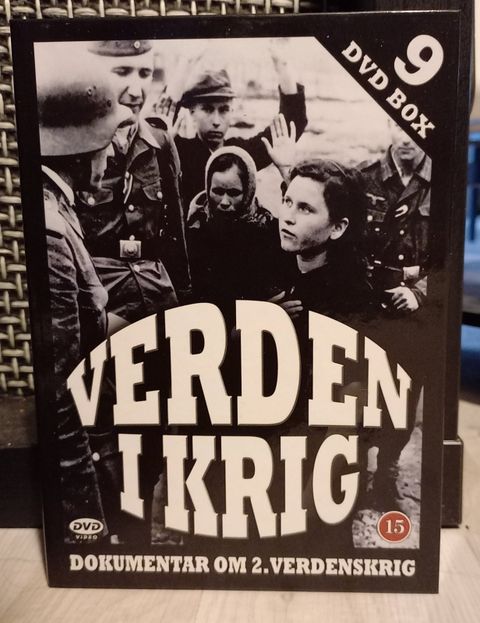 9
DVD BOX
VERDEN
I KRIG
DVD
VIDEO
15
DOKUMENTAR OM 2. VERDENSKRIG